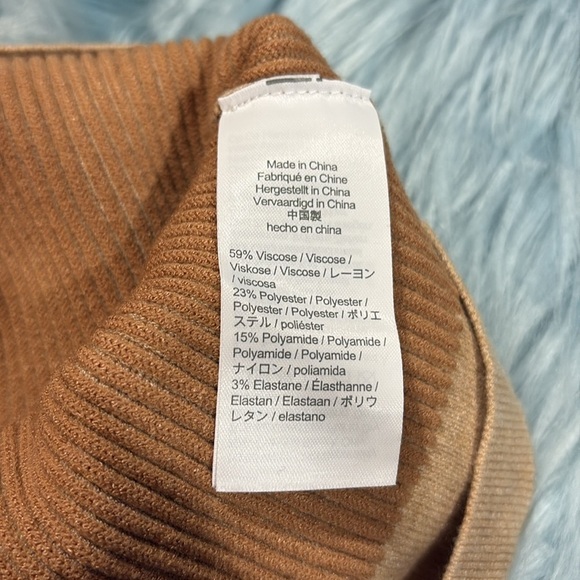 Made in China
Fabriqué en Chine
Hergestellt in China
Vervaardigd in China
中国製
hecho en china
59% Viscose / Viscose /
Viskose / Viscose / レーヨン
/ viscosa
23% Polyester / Polyester /
Polyester / Polyester / ポリエ
ステル / poliéster
15% Polyamide / Polyamide /
Polyamide / Polyamide /
ナイロン / poliamida
3% Elastane / Élasthanne /
Elastan / Elastaan / ポリウ
レタン / elastano